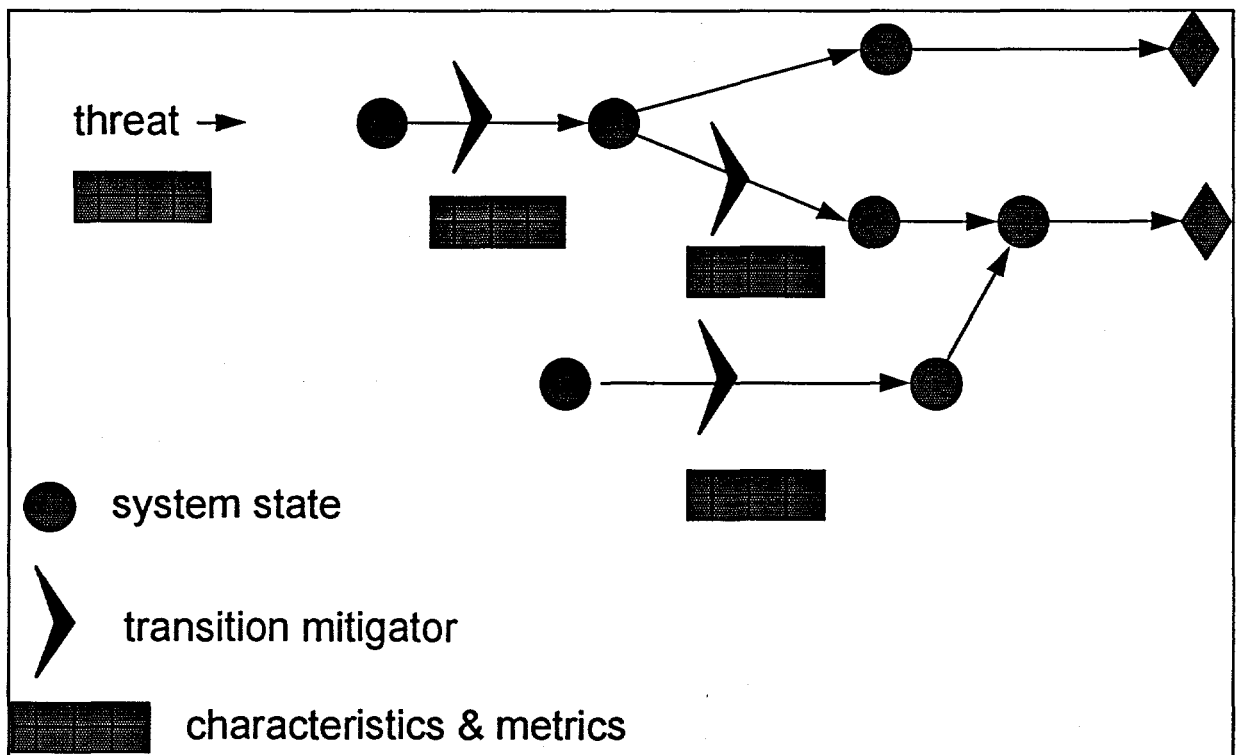 threat
system state
transition mitigator
characteristics & metrics